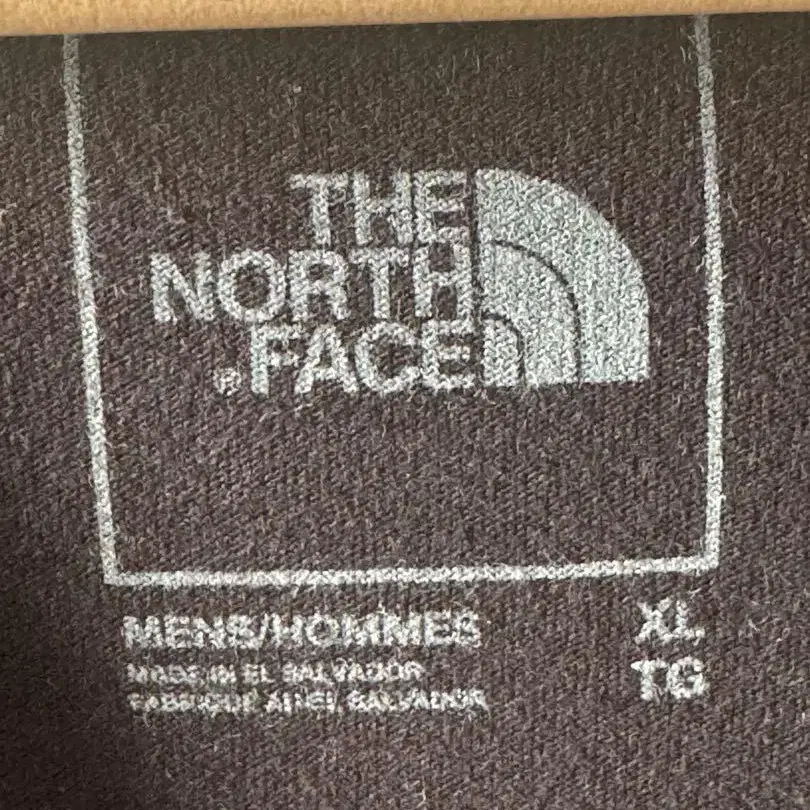 THE
NORTH
FACE
®
MENS/HOMMES XL
MADE IN EL SALVADOR TG
FABRIQUÉ AU EL SALVADOR